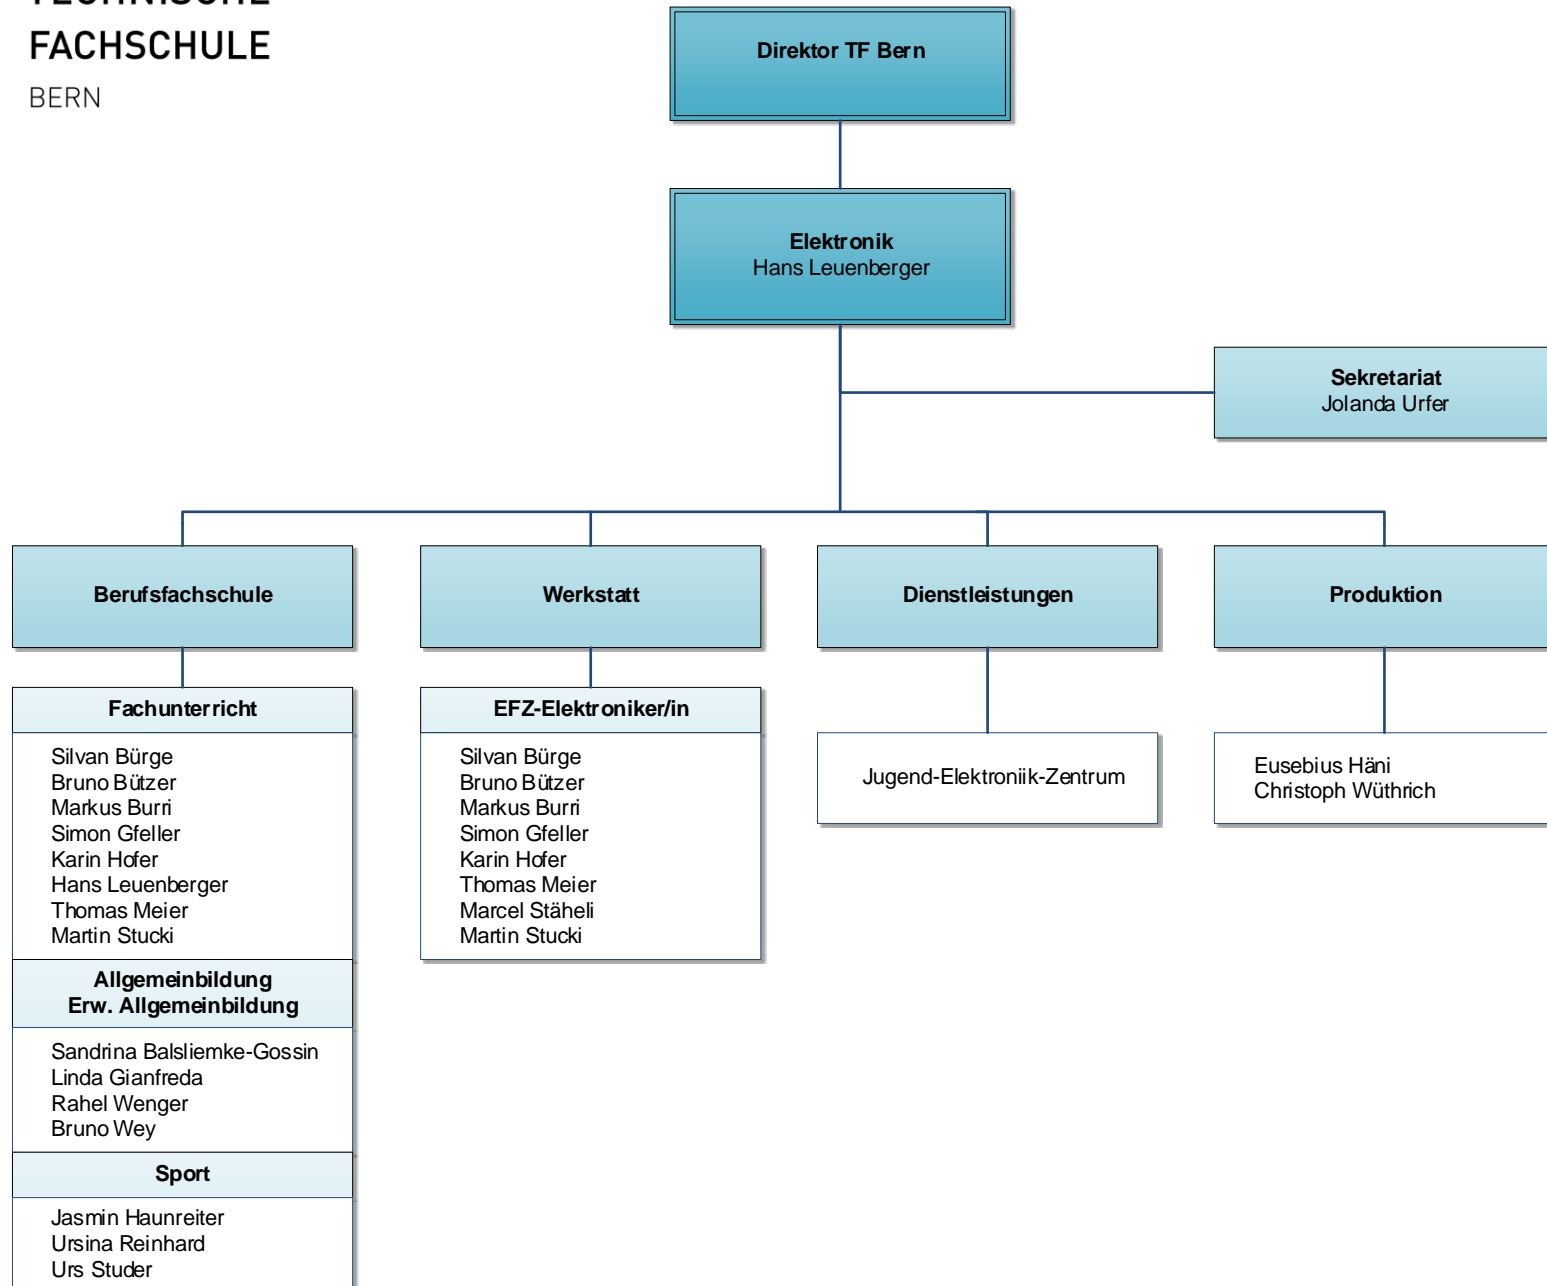 TECHNISCHE
FACHSCHULE
BERN
Direktor TF Bern
Elektronik
Hans Leuenberger
Sekretariat
Jolanda Urfer
Berufsfachschule
Werkstatt
Dienstleistungen
Produktion
Fachunterricht
Silvan Bürge
Bruno Bützer
Markus Burri
Simon Gfeller
Karin Hofer
Hans Leuenberger
Thomas Meier
Martin Stucki
Allgemeinbildung
Erw. Allgemeinbildung
Sandrina Balsliemke-Gossin
Linda Gianfreda
Rahel Wenger
Bruno Wey
Sport
Jasmin Haunreiter
Ursina Reinhard
Urs Studer
EFZ-Elektroniker/in
Silvan Bürge
Bruno Bützer
Markus Burri
Simon Gfeller
Karin Hofer
Thomas Meier
Marcel Stäheli
Martin Stucki
Jugend-Elektroniik-Zentrum
Eusebius Häni
Christoph Wüthrich